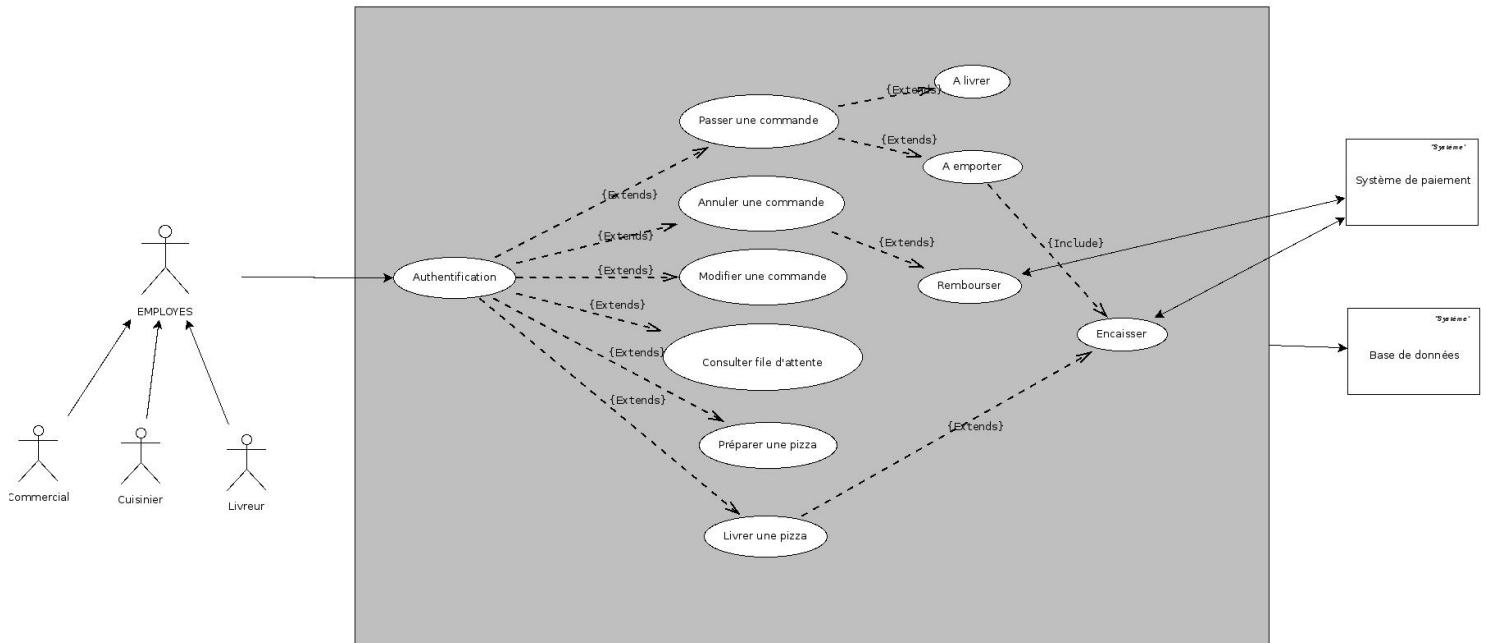 A livrer
{Extends}
Passer une commande
{Extends}
A emporter
"Système"
Système de paiement
{Extends}
Annuler une commande
{Extends}
{Extends}
{Include}
Authentification
{Extends}
Modifier une commande
Rembourser
{Extends}
EMPLOYES
"Système"
Base de données
Encaisser
{Extends}
Consulter file d'attente
{Extends}
{Extends}
Préparer une pizza
Commercial
Cuisinier
Livreur
Livrer une pizza